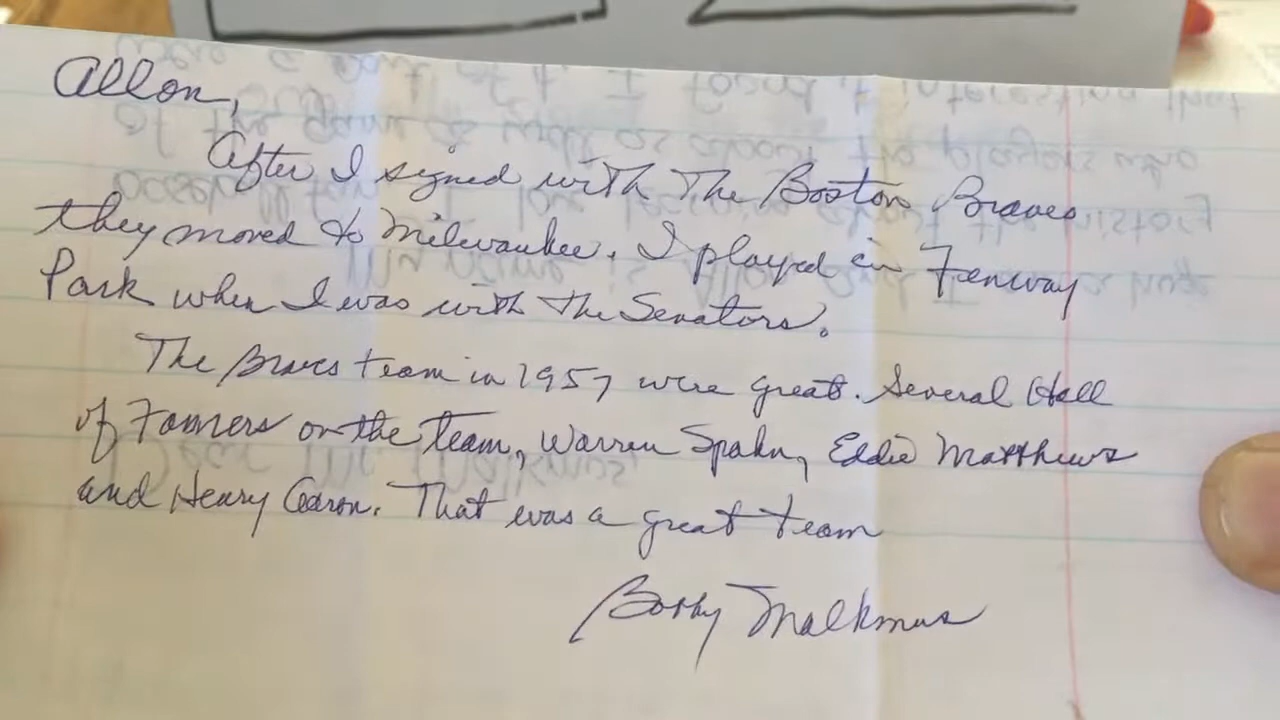 Allon,
After I signed with The Boston Braves
they moved to Milwaukee. I played in Fenway
Park when I was with The Senators.
The Braves team in 1957 were great. Several Hall
of Famers on the team, Warren Spahn, Eddie Matthews
and Henry Aaron. That was a great team
Bobby Malkmus